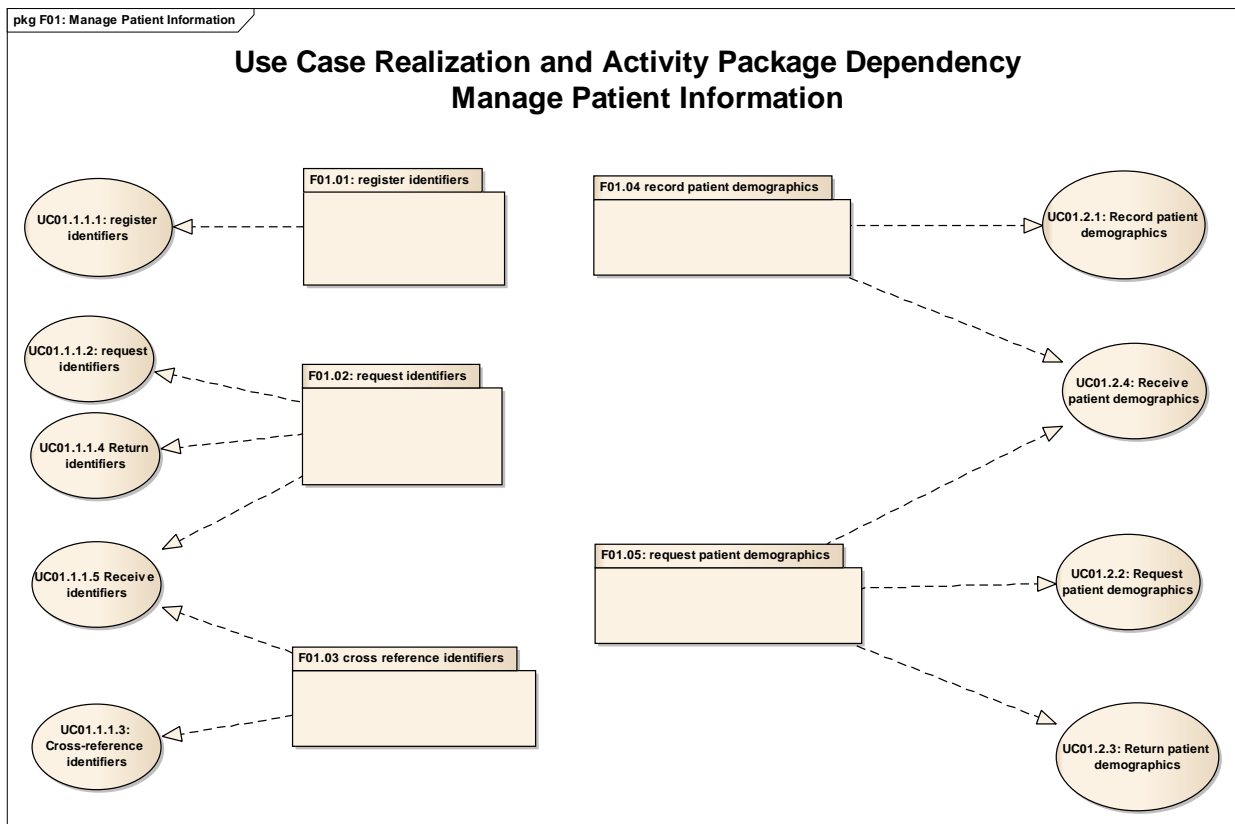 pkg F01: Manage Patient Information
Use Case Realization and Activity Package Dependency
Manage Patient Information
F01.01: register identifiers
UC01.1.1.1: register
identifiers
UC01.1.1.2: request
identifiers
F01.02: request identifiers
UC01.1.1.4 Return
identifiers
UC01.1.1.5 Receive
identifiers
F01.03 cross reference identifiers
UC01.1.1.3:
Cross-reference
identifiers
F01.04 record patient demographics
UC01.2.1: Record patient
demographics
UC01.2.4: Receive
patient demographics
F01.05: request patient demographics
UC01.2.2: Request
patient demographics
UC01.2.3: Return patient
demographics